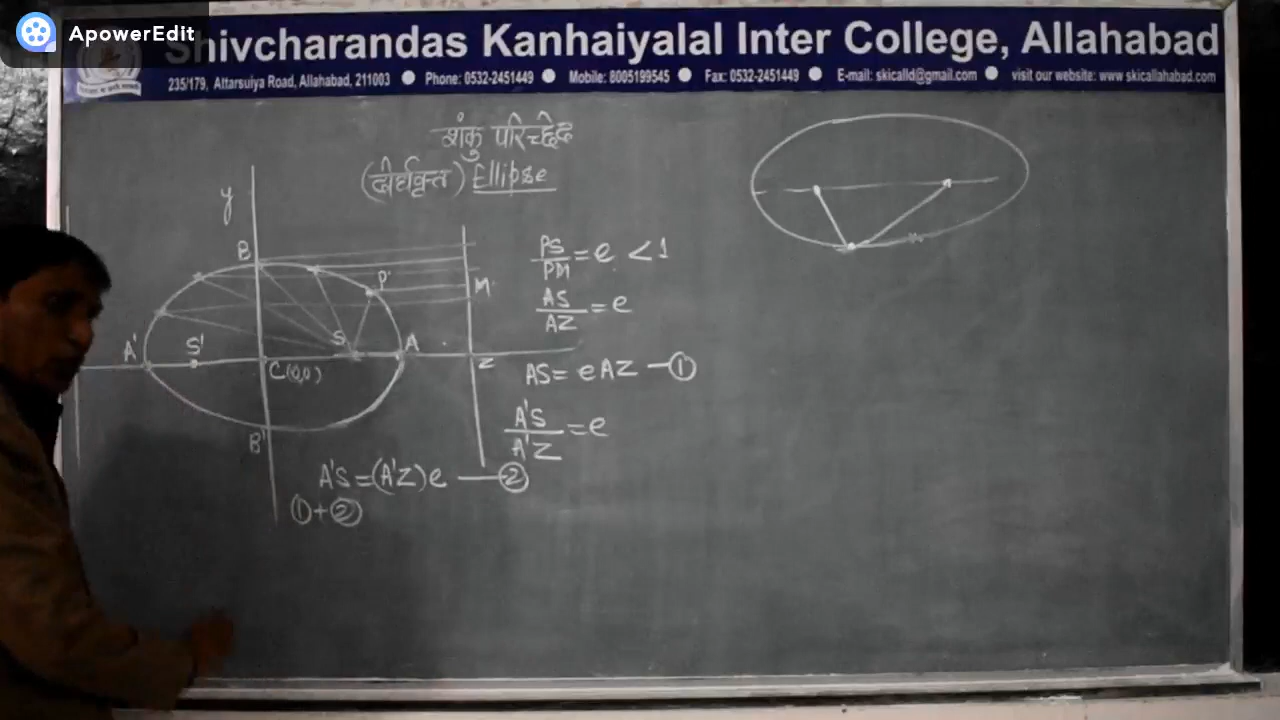 ApowerEdit
Shivcharandas Kanhaiyalal Inter College, Allahabad
235/179, Attarsuiya Road, Allahabad, 211003 ● Phone: 0532-2451449 ● Mobile: 8005199545 ● Fax: 0532-2451449 ● E-mail: skicalld@gmail.com ● visit our website: www.skicallahabad.com
शंकु परिच्छेद
(दीर्घवृत्त) Ellipse
y
B
P
M
A' S' S A
C(0,0) Z
B'
PS/PM = e < 1
AS/AZ = e
AS = eAZ — ①
A'S/A'Z = e
A'S = (A'Z)e — ②
① + ②